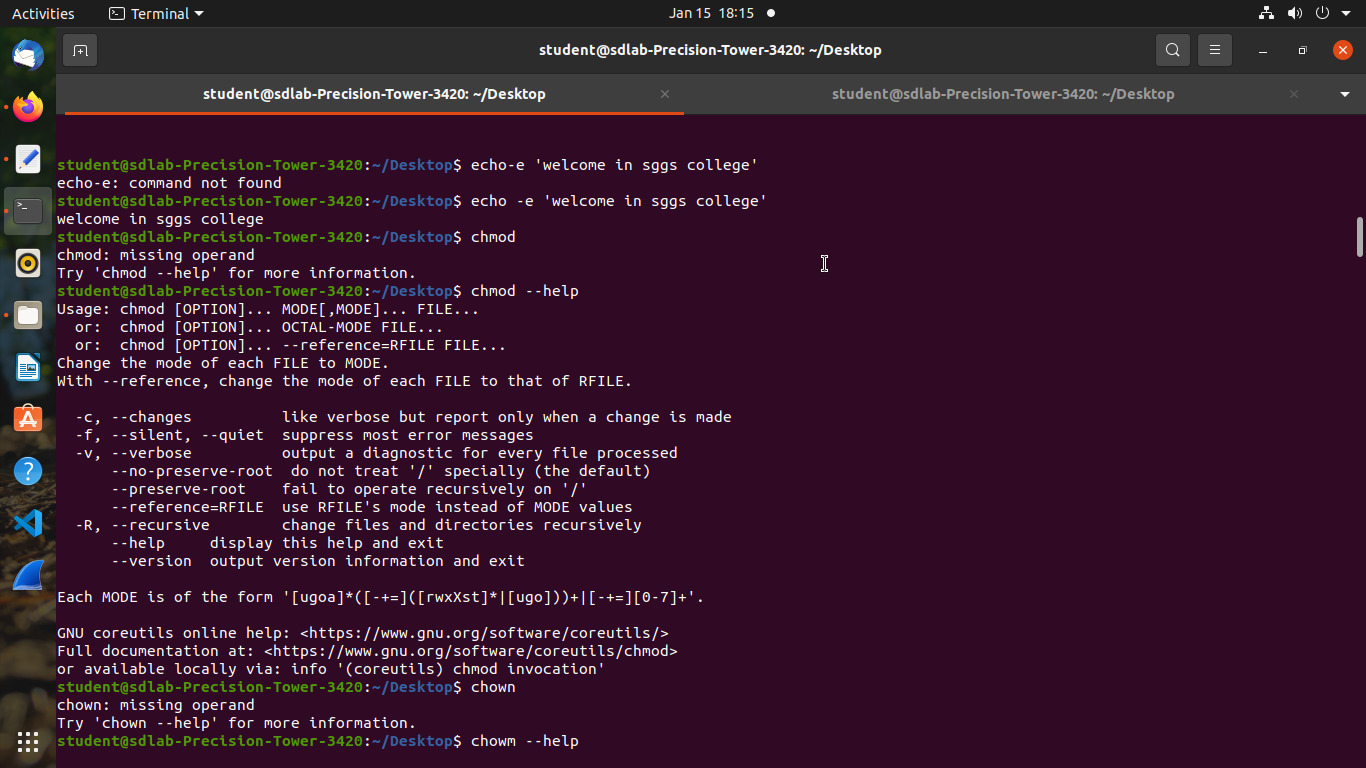 Activities Terminal Jan 15 18:15
student@sdlab-Precision-Tower-3420: ~/Desktop
student@sdlab-Precision-Tower-3420: ~/Desktop student@sdlab-Precision-Tower-3420: ~/Desktop
student@sdlab-Precision-Tower-3420:~/Desktop$ echo-e 'welcome in sggs college'
echo-e: command not found
student@sdlab-Precision-Tower-3420:~/Desktop$ echo -e 'welcome in sggs college'
welcome in sggs college
student@sdlab-Precision-Tower-3420:~/Desktop$ chmod
chmod: missing operand
Try 'chmod --help' for more information.
student@sdlab-Precision-Tower-3420:~/Desktop$ chmod --help
Usage: chmod [OPTION]... MODE[,MODE]... FILE...
  or:  chmod [OPTION]... OCTAL-MODE FILE...
  or:  chmod [OPTION]... --reference=RFILE FILE...
Change the mode of each FILE to MODE.
With --reference, change the mode of each FILE to that of RFILE.
  -c, --changes          like verbose but report only when a change is made
  -f, --silent, --quiet  suppress most error messages
  -v, --verbose          output a diagnostic for every file processed
      --no-preserve-root  do not treat '/' specially (the default)
      --preserve-root    fail to operate recursively on '/'
      --reference=RFILE  use RFILE's mode instead of MODE values
  -R, --recursive        change files and directories recursively
      --help     display this help and exit
      --version  output version information and exit
Each MODE is of the form '[ugoa]*([-+=]([rwxXst]*|[ugo]))+|[-+=][0-7]+'.
GNU coreutils online help: <https://www.gnu.org/software/coreutils/>
Full documentation at: <https://www.gnu.org/software/coreutils/chmod>
or available locally via: info '(coreutils) chmod invocation'
student@sdlab-Precision-Tower-3420:~/Desktop$ chown
chown: missing operand
Try 'chown --help' for more information.
student@sdlab-Precision-Tower-3420:~/Desktop$ chowm --help